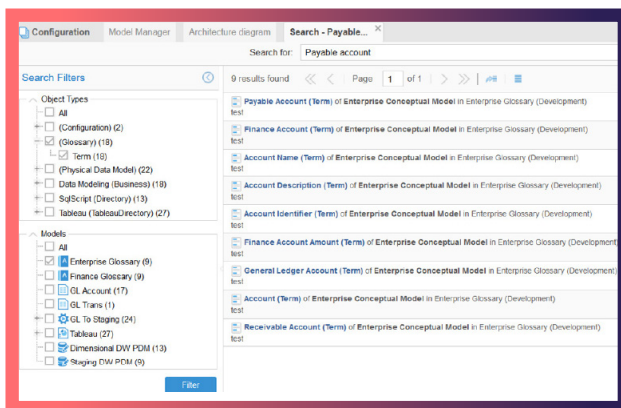 Configuration Model Manager Architecture diagram Search - Payable...
Search for: Payable account
Search Filters
9 results found Page 1 of 1
Object Types
All
(Configuration) (2)
(Glossary) (18)
Term (18)
(Physical Data Model) (22)
Data Modeling (Business) (18)
SqlScript (Directory) (13)
Tableau (TableauDirectory) (27)
Models
All
Enterprise Glossary (9)
Finance Glossary (9)
GL Account (17)
GL Trans (1)
GL To Staging (24)
Tableau (27)
Dimensional DW PDM (13)
Staging DW PDM (9)
Filter
Payable Account (Term) of Enterprise Conceptual Model in Enterprise Glossary (Development)
test
Finance Account (Term) of Enterprise Conceptual Model in Enterprise Glossary (Development)
test
Account Name (Term) of Enterprise Conceptual Model in Enterprise Glossary (Development)
test
Account Description (Term) of Enterprise Conceptual Model in Enterprise Glossary (Development)
test
Account Identifier (Term) of Enterprise Conceptual Model in Enterprise Glossary (Development)
test
Finance Account Amount (Term) of Enterprise Conceptual Model in Enterprise Glossary (Development)
test
General Ledger Account (Term) of Enterprise Conceptual Model in Enterprise Glossary (Development)
test
Account (Term) of Enterprise Conceptual Model in Enterprise Glossary (Development)
test
Receivable Account (Term) of Enterprise Conceptual Model in Enterprise Glossary (Development)
test